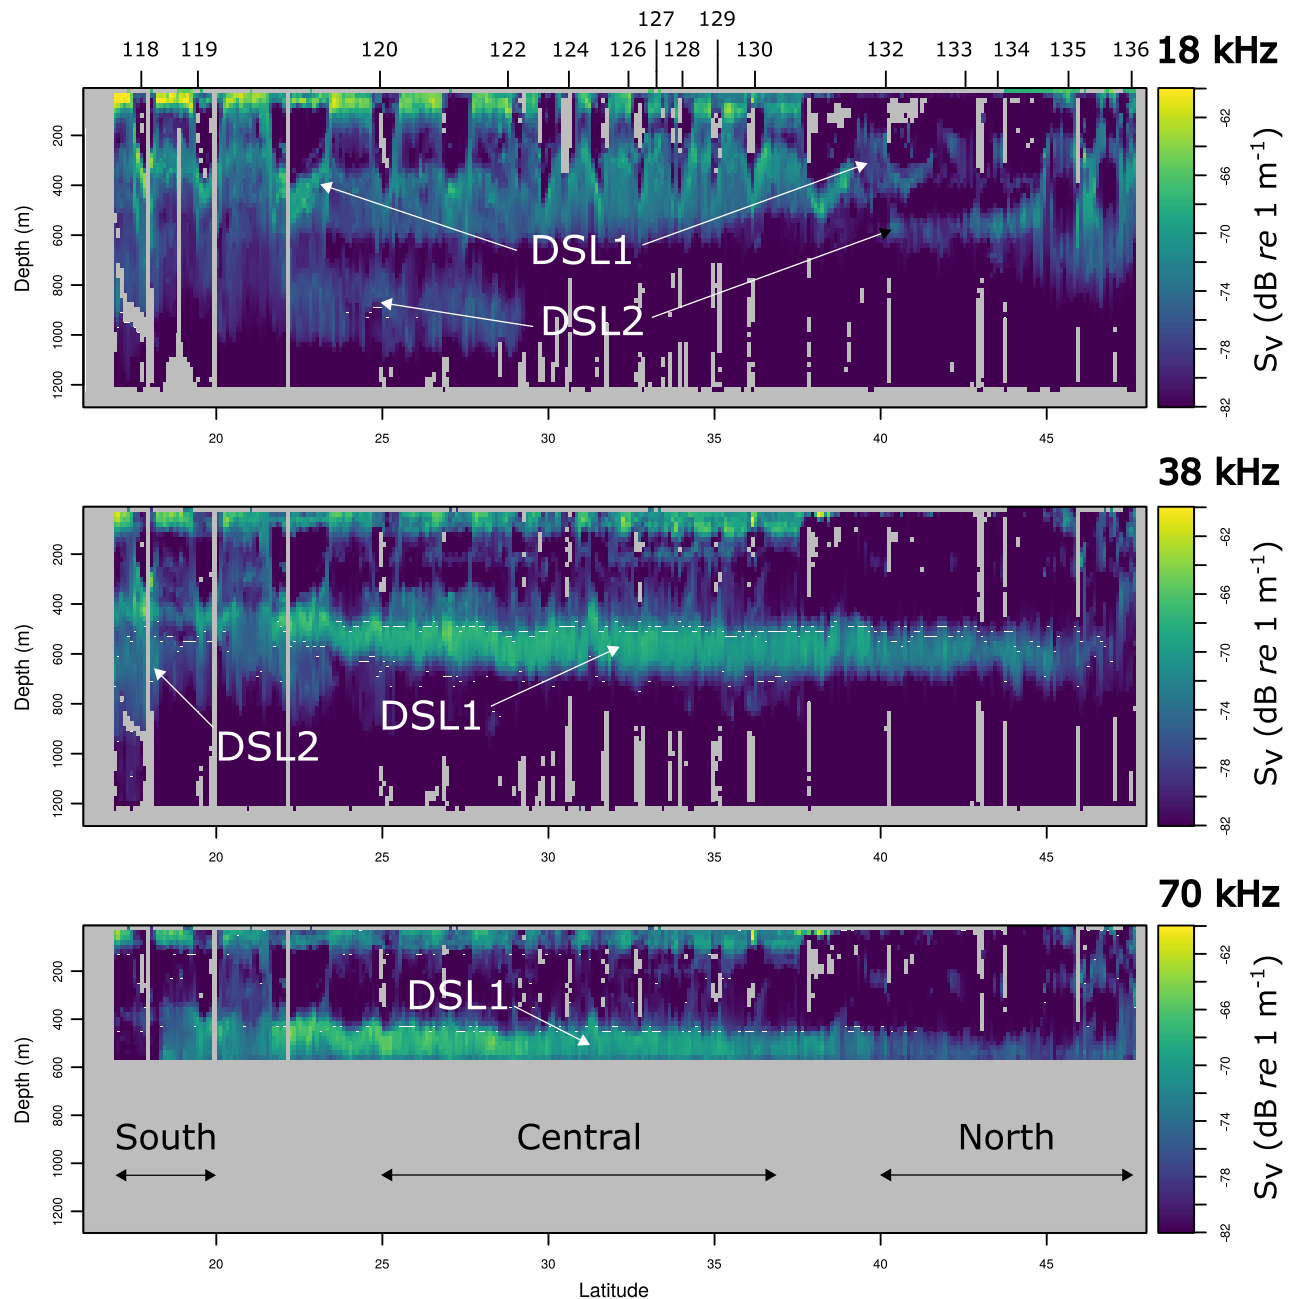 127 129
118 119 120 122 124 126 128 130 132 133 134 135 136
18 kHz
Depth (m)
200
400
600
800
1000
1200
DSL1
DSL2
20 25 30 35 40 45
-62
-66
-70
-74
-78
-82
Sv (dB re 1 m-1)
38 kHz
Depth (m)
200
400
600
800
1000
1200
DSL1
DSL2
20 25 30 35 40 45
-62
-66
-70
-74
-78
-82
Sv (dB re 1 m-1)
70 kHz
Depth (m)
200
400
600
800
1000
1200
DSL1
South Central North
20 25 30 35 40 45
Latitude
-62
-66
-70
-74
-78
-82
Sv (dB re 1 m-1)